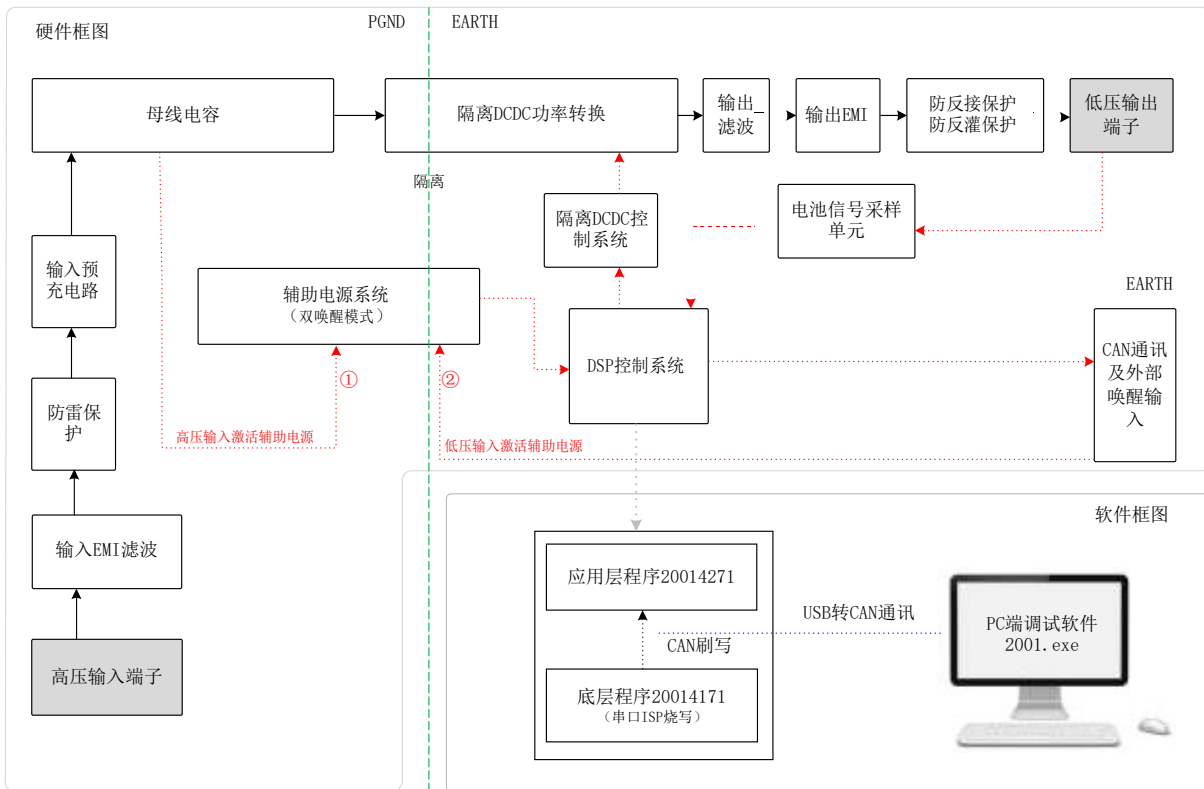 硬件框图
PGND
EARTH
母线电容
隔离DCDC功率转换
输出
滤波
输出EMI
防反接保护
防反灌保护
低压输出
端子
隔离
隔离DCDC控
制系统
电池信号采样
单元
输入预
充电路
辅助电源系统
（双唤醒模式）
EARTH
DSP控制系统
CAN通讯
及外部
唤醒输
入
①
②
防雷保
护
高压输入激活辅助电源
低压输入激活辅助电源
输入EMI滤波
高压输入端子
软件框图
应用层程序20014271
CAN刷写
底层程序20014171
（串口ISP烧写）
USB转CAN通讯
PC端调试软件
2001.exe